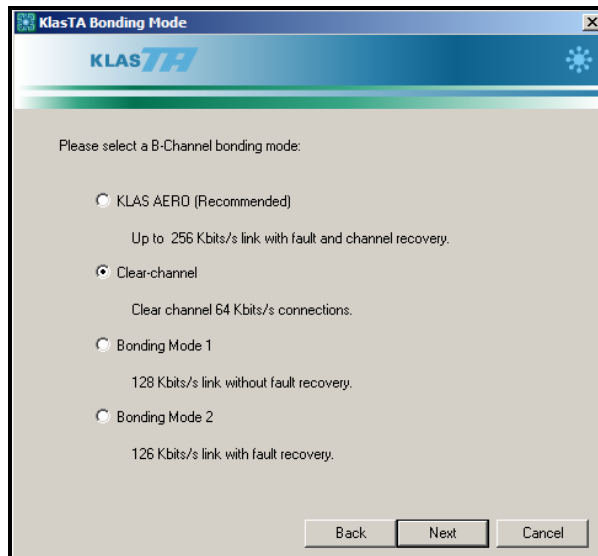 KlasTA Bonding Mode
KLAS TA
Please select a B-Channel bonding mode:
KLAS AERO (Recommended)
Up to 256 Kbits/s link with fault and channel recovery.
Clear-channel
Clear channel 64 Kbits/s connections.
Bonding Mode 1
128 Kbits/s link without fault recovery.
Bonding Mode 2
126 Kbits/s link with fault recovery.
Back Next Cancel